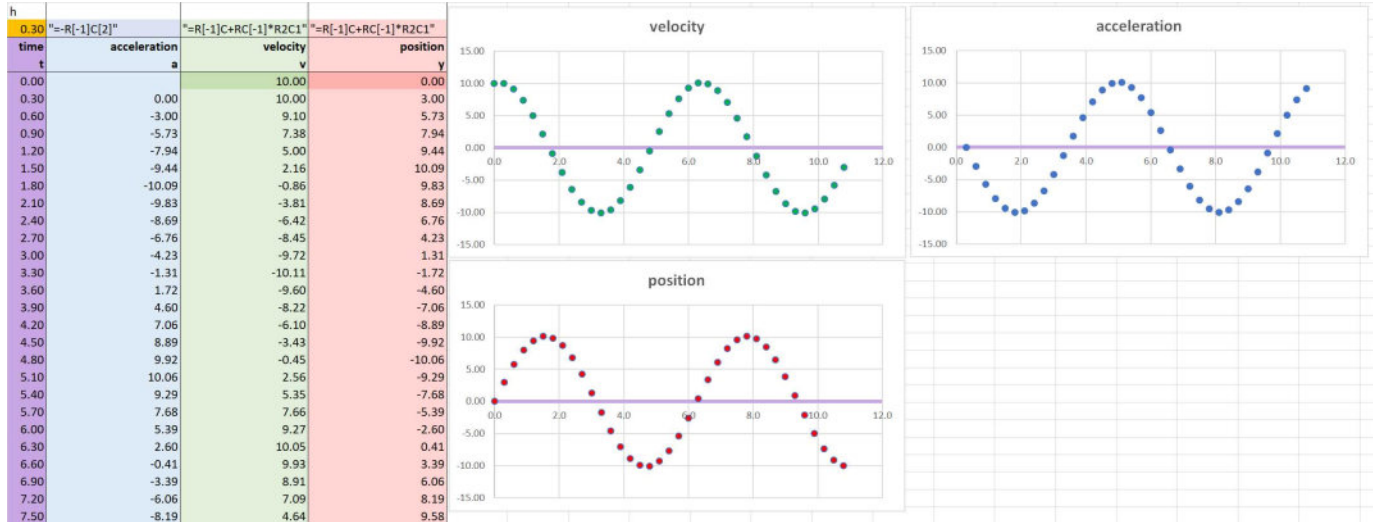 h
0.30 "=-R[-1]C[2]" "=R[-1]C+RC[-1]*R2C1" "=R[-1]C+RC[-1]*R2C1"
time acceleration velocity position
t a v y
0.00 10.00 0.00
0.30 0.00 10.00 3.00
0.60 -3.00 9.10 5.73
0.90 -5.73 7.38 7.94
1.20 -7.94 5.00 9.44
1.50 -9.44 2.16 10.09
1.80 -10.09 -0.86 9.83
2.10 -9.83 -3.81 8.69
2.40 -8.69 -6.42 6.76
2.70 -6.76 -8.45 4.23
3.00 -4.23 -9.72 1.31
3.30 -1.31 -10.11 -1.72
3.60 1.72 -9.60 -4.60
3.90 4.60 -8.22 -7.06
4.20 7.06 -6.10 -8.89
4.50 8.89 -3.43 -9.92
4.80 9.92 -0.45 -10.06
5.10 10.06 2.56 -9.29
5.40 9.29 5.35 -7.68
5.70 7.68 7.66 -5.39
6.00 5.39 9.27 -2.60
6.30 2.60 10.05 0.41
6.60 -0.41 9.93 3.39
6.90 -3.39 8.91 6.06
7.20 -6.06 7.09 8.19
7.50 -8.19 4.64 9.58
velocity
15.00
10.00
5.00
0.00
0.0 2.0 4.0 6.0 8.0 10.0 12.0
-5.00
-10.00
-15.00
acceleration
15.00
10.00
5.00
0.00
0.0 2.0 4.0 6.0 8.0 10.0 12.0
-5.00
-10.00
-15.00
position
15.00
10.00
5.00
0.00
0.0 2.0 4.0 6.0 8.0 10.0 12.0
-5.00
-10.00
-15.00